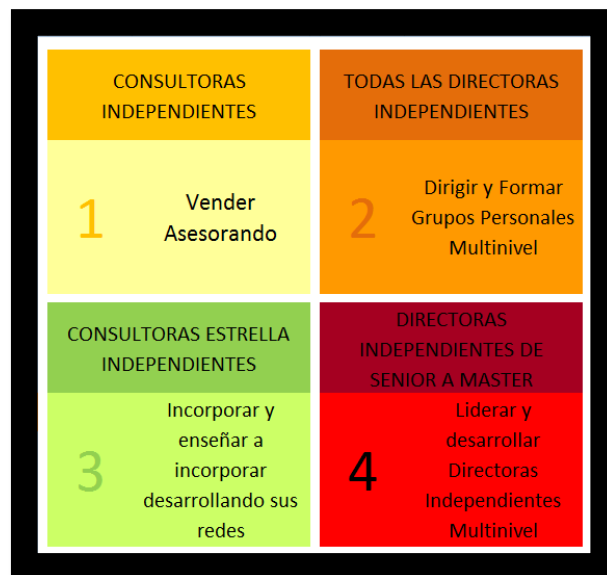 CONSULTORAS
INDEPENDIENTES
1
Vender
Asesorando
TODAS LAS DIRECTORAS
INDEPENDIENTES
2
Dirigir y Formar
Grupos Personales
Multinivel
CONSULTORAS ESTRELLA
INDEPENDIENTES
3
Incorporar y
enseñar a
incorporar
desarrollando sus
redes
DIRECTORAS
INDEPENDIENTES DE
SENIOR A MASTER
4
Liderar y
desarrollar
Directoras
Independientes
Multinivel